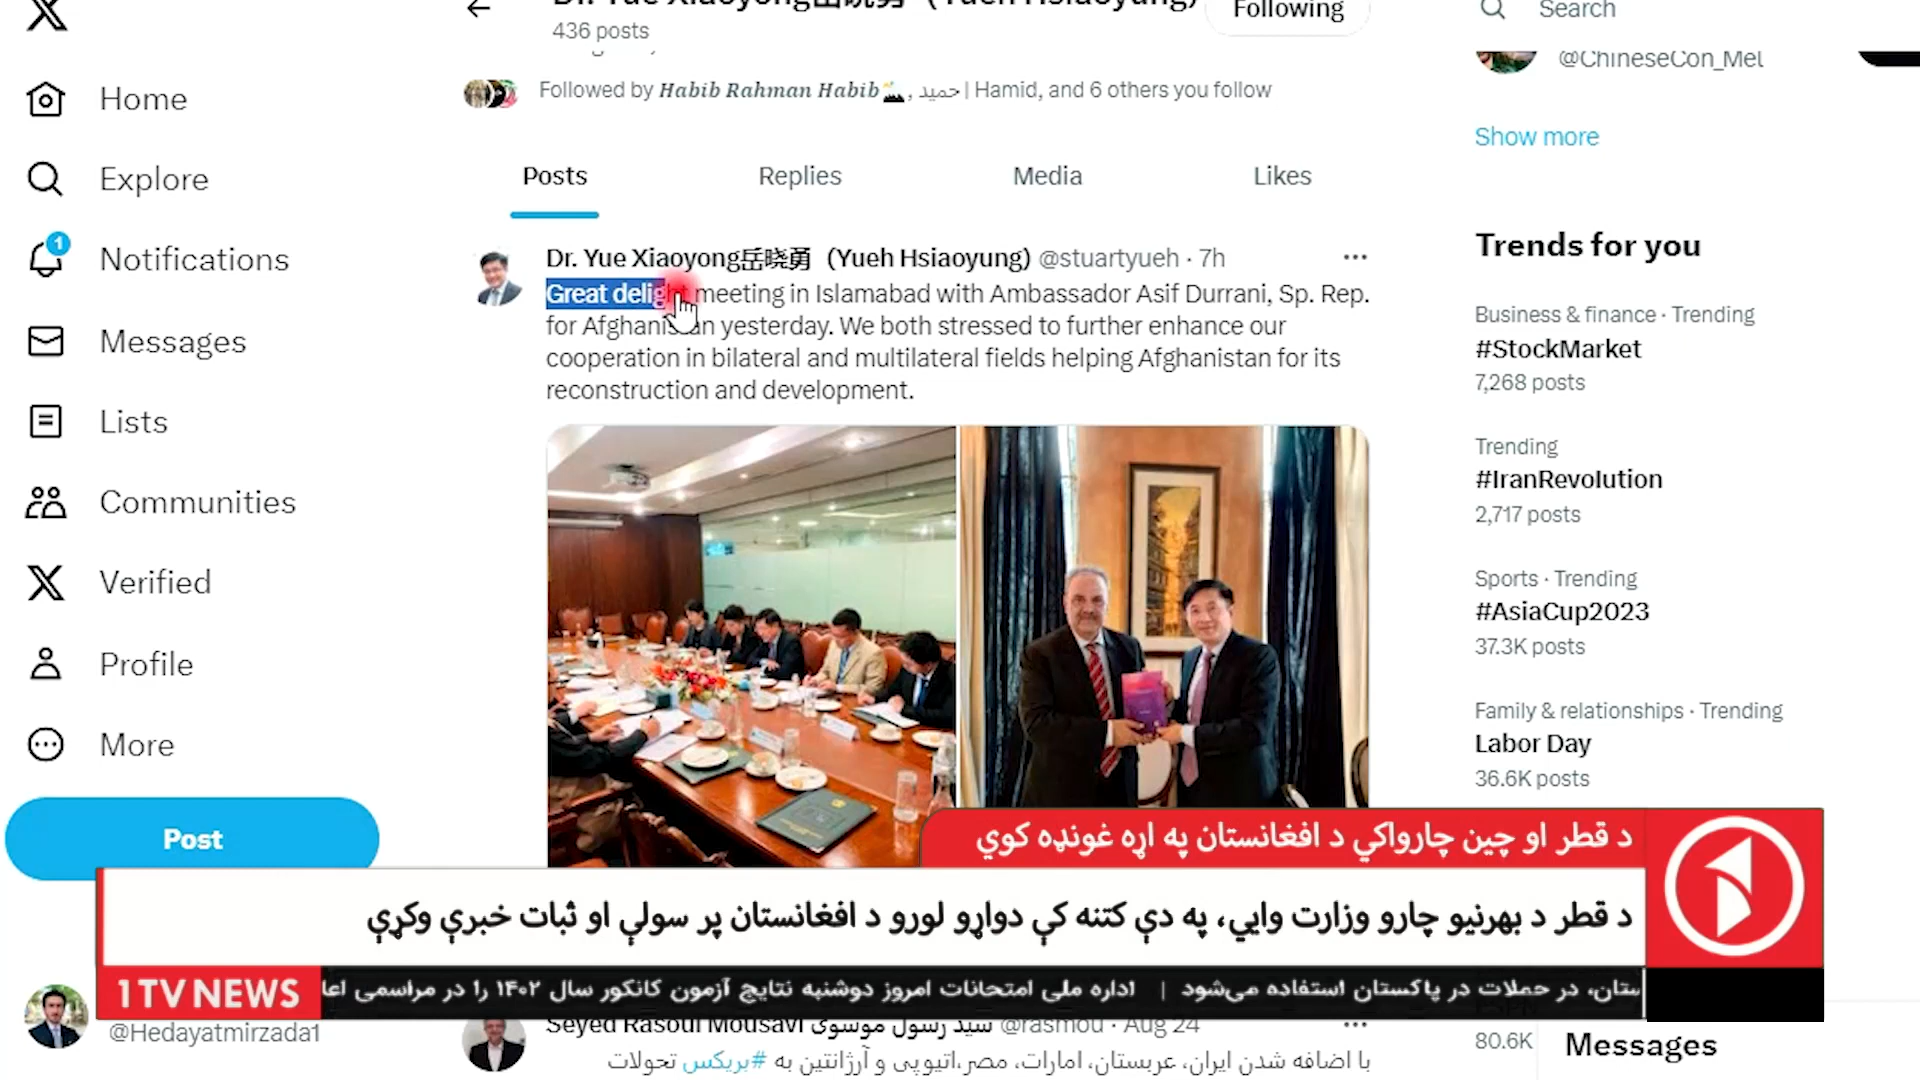 436 posts
Following
Search
Followed by Habib Rahman Habib, حمید | Hamid, and 6 others you follow
@ChineseCon_Mel
Show more
Home
Explore
1
Notifications
Messages
Lists
Communities
Verified
Profile
More
Post
@Hedayatmirzada1
Posts
Replies
Media
Likes
Dr. Yue Xiaoyong岳晓勇 (Yueh Hsiaoyung) @stuartyueh · 7h
Great delight meeting in Islamabad with Ambassador Asif Durrani, Sp. Rep.
for Afghanistan yesterday. We both stressed to further enhance our
cooperation in bilateral and multilateral fields helping Afghanistan for its
reconstruction and development.
Trends for you
Business & finance · Trending
#StockMarket
7,268 posts
Trending
#IranRevolution
2,717 posts
Sports · Trending
#AsiaCup2023
37.3K posts
Family & relationships · Trending
Labor Day
36.6K posts
د قطر او چین چارواکي د افغانستان په اړه غونډه کوي
د قطر د بهرنیو چارو وزارت وایي، په دې کتنه کې دواړو لورو د افغانستان پر سولې او ثبات خبرې وکړې
1TV NEWS
ستان، در حملات در پاکستان استفاده می‌شود | اداره ملی امتحانات امروز دوشنبه نتایج آزمون کانکور سال ۱۴۰۲ را در مراسمی اعا
Seyed Rasoul Mousavi سید رسول موسوی @rasmou · Aug 24
با اضافه شدن ایران، عربستان، امارات، مصر،اتیوپی و آرژانتین به #بریکس تحولات
80.6K
Messages